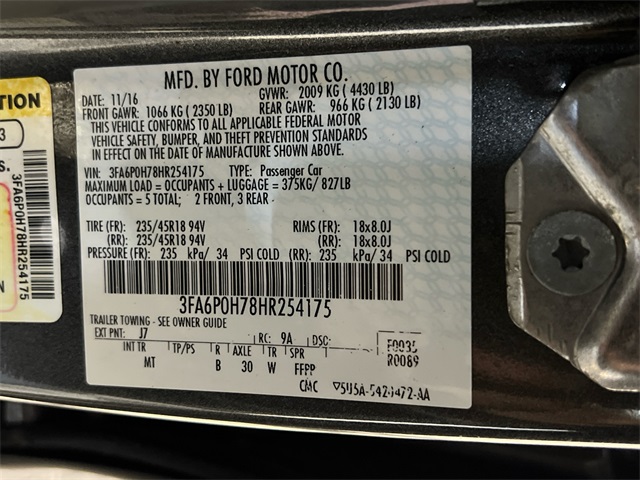 MFD. BY FORD MOTOR CO.
DATE: 11/16 GVWR: 2009 KG ( 4430 LB)
FRONT GAWR: 1066 KG ( 2350 LB) REAR GAWR: 966 KG ( 2130 LB)
THIS VEHICLE CONFORMS TO ALL APPLICABLE FEDERAL MOTOR
VEHICLE SAFETY, BUMPER, AND THEFT PREVENTION STANDARDS
IN EFFECT ON THE DATE OF MANUFACTURE SHOWN ABOVE.
VIN: 3FA6P0H78HR254175 TYPE: Passenger Car
MAXIMUM LOAD = OCCUPANTS + LUGGAGE = 375KG/ 827LB
OCCUPANTS = 5 TOTAL; 2 FRONT, 3 REAR
TIRE (FR): 235/45R18 94V RIMS (FR): 18x8.0J
(RR): 235/45R18 94V (RR): 18x8.0J
PRESSURE (FR): 235 kPa/ 34 PSI COLD (RR): 235 kPa/ 34 PSI COLD
3FA6P0H78HR254175
TRAILER TOWING - SEE OWNER GUIDE
EXT PNT: J7 RC: 9A DSC: F0035
INT TR TP/PS R AXLE TR SPR R0089
MT B 30 W FFPP
CMC
TION
3
S.
3FA6P0H78HR254175
N